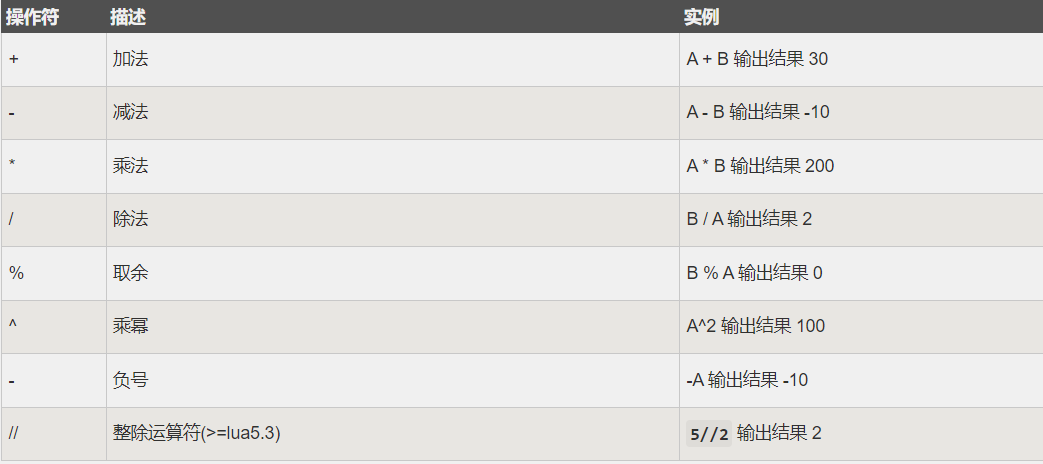 操作符 描述 实例
+ 加法 A + B 输出结果 30
- 减法 A - B 输出结果 -10
* 乘法 A * B 输出结果 200
/ 除法 B / A 输出结果 2
% 取余 B % A 输出结果 0
^ 乘幂 A^2 输出结果 100
- 负号 -A 输出结果 -10
// 整除运算符(>=lua5.3) 5//2 输出结果 2